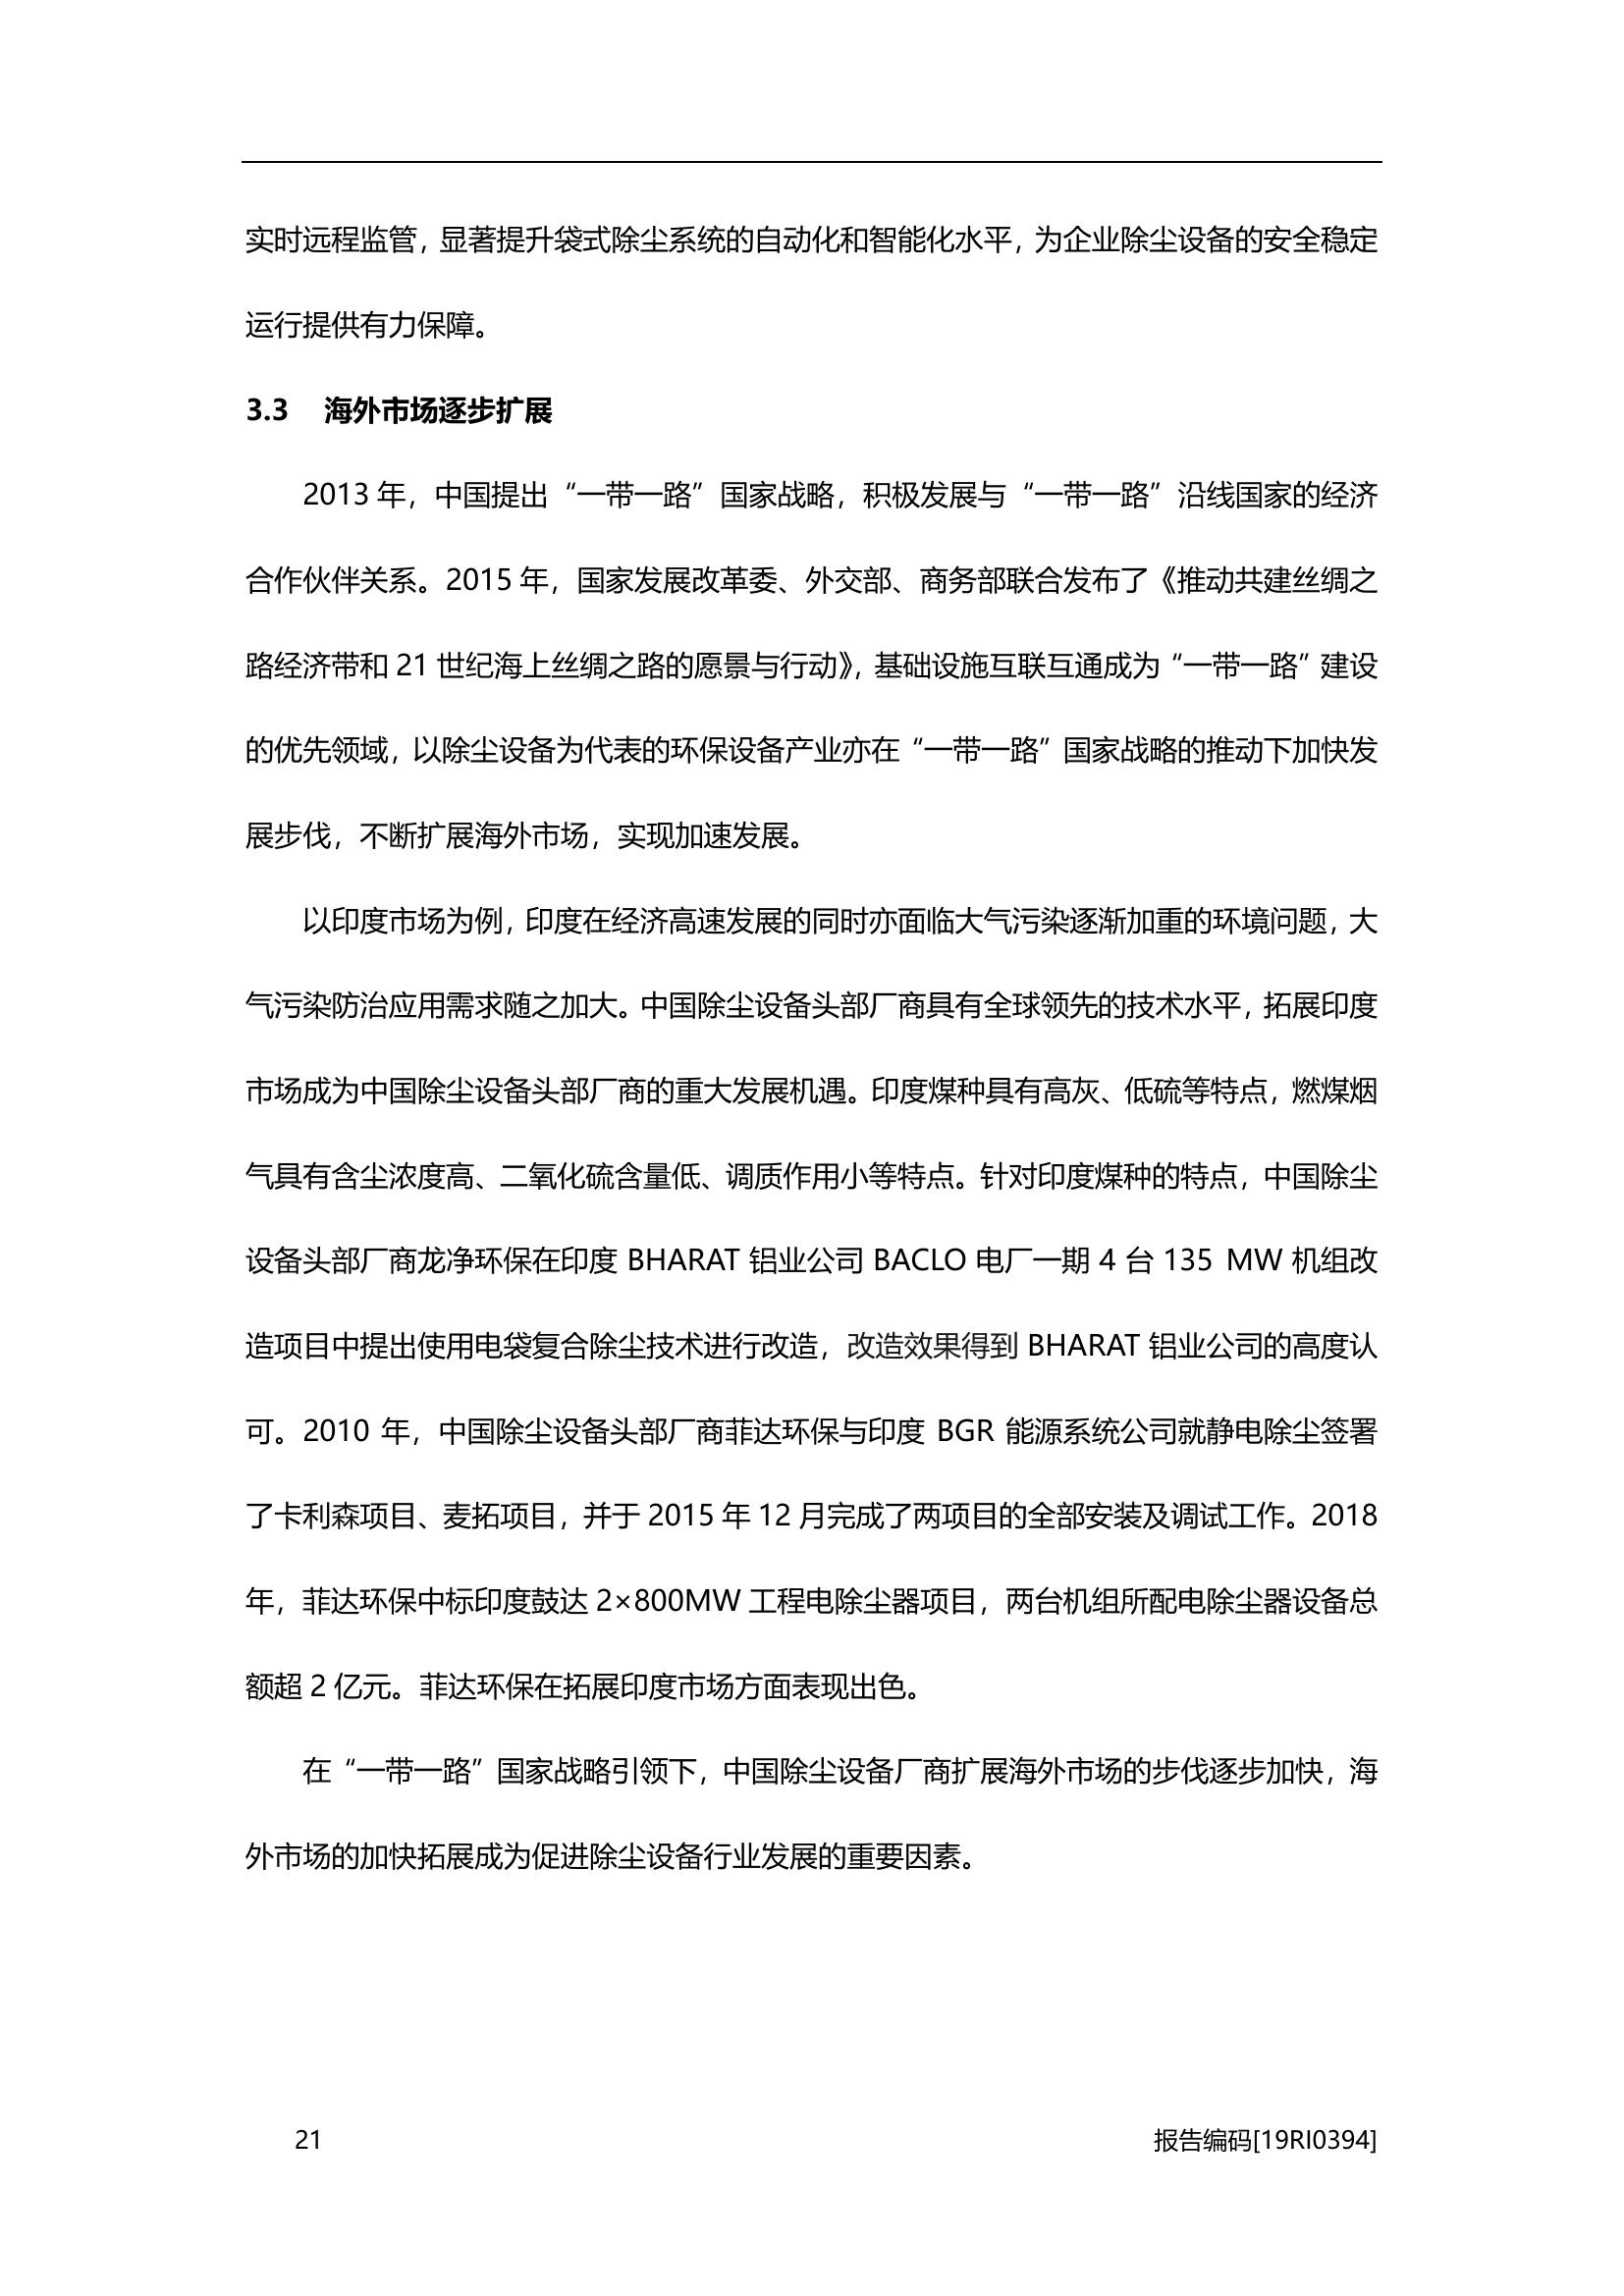 实时远程监管，显著提升袋式除尘系统的自动化和智能化水平，为企业除尘设备的安全稳定
运行提供有力保障。
3.3 海外市场逐步扩展
2013 年，中国提出“一带一路”国家战略，积极发展与“一带一路”沿线国家的经济
合作伙伴关系。2015 年，国家发展改革委、外交部、商务部联合发布了《推动共建丝绸之
路经济带和 21 世纪海上丝绸之路的愿景与行动》，基础设施互联互通成为“一带一路”建设
的优先领域，以除尘设备为代表的环保设备产业亦在“一带一路”国家战略的推动下加快发
展步伐，不断扩展海外市场，实现加速发展。
以印度市场为例，印度在经济高速发展的同时亦面临大气污染逐渐加重的环境问题，大
气污染防治应用需求随之加大。中国除尘设备头部厂商具有全球领先的技术水平，拓展印度
市场成为中国除尘设备头部厂商的重大发展机遇。印度煤种具有高灰、低硫等特点，燃煤烟
气具有含尘浓度高、二氧化硫含量低、调质作用小等特点。针对印度煤种的特点，中国除尘
设备头部厂商龙净环保在印度 BHARAT 铝业公司 BACLO 电厂一期 4 台 135 MW 机组改
造项目中提出使用电袋复合除尘技术进行改造，改造效果得到 BHARAT 铝业公司的高度认
可。2010 年，中国除尘设备头部厂商菲达环保与印度 BGR 能源系统公司就静电除尘签署
了卡利森项目、麦拓项目，并于 2015 年 12 月完成了两项目的全部安装及调试工作。2018
年，菲达环保中标印度鼓达 2×800MW 工程电除尘器项目，两台机组所配电除尘器设备总
额超 2 亿元。菲达环保在拓展印度市场方面表现出色。
在“一带一路”国家战略引领下，中国除尘设备厂商扩展海外市场的步伐逐步加快，海
外市场的加快拓展成为促进除尘设备行业发展的重要因素。
21 报告编码[19RI0394]